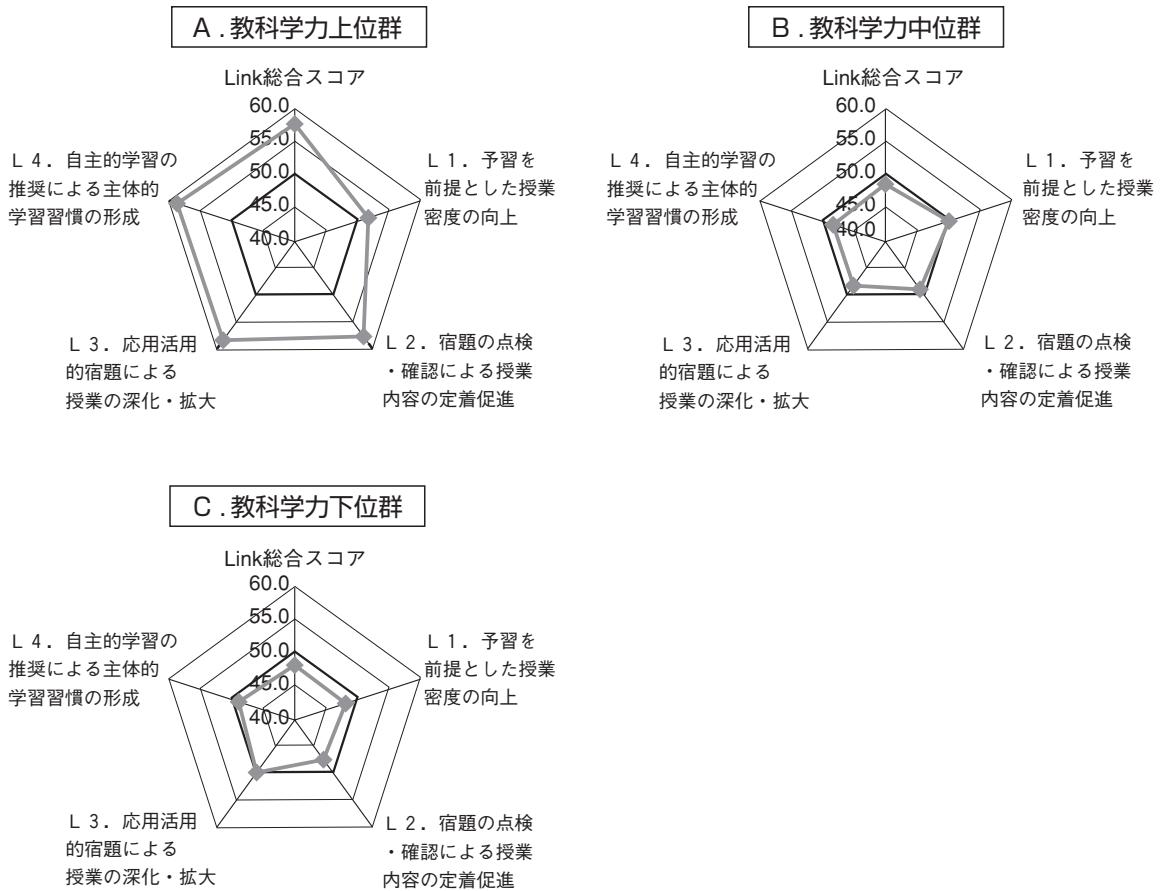 A.教科学力上位群
Link総合スコア
60.0
55.0
50.0
45.0
40.0
L 1.予習を
前提とした授業
密度の向上
L 2.宿題の点検
・確認による授業
内容の定着促進
L 3.応用活用
的宿題による
授業の深化・拡大
L 4.自主的学習の
推奨による主体的
学習習慣の形成
B.教科学力中位群
Link総合スコア
60.0
55.0
50.0
45.0
40.0
L 1.予習を
前提とした授業
密度の向上
L 2.宿題の点検
・確認による授業
内容の定着促進
L 3.応用活用
的宿題による
授業の深化・拡大
L 4.自主的学習の
推奨による主体的
学習習慣の形成
C.教科学力下位群
Link総合スコア
60.0
55.0
50.0
45.0
40.0
L 1.予習を
前提とした授業
密度の向上
L 2.宿題の点検
・確認による授業
内容の定着促進
L 3.応用活用
的宿題による
授業の深化・拡大
L 4.自主的学習の
推奨による主体的
学習習慣の形成